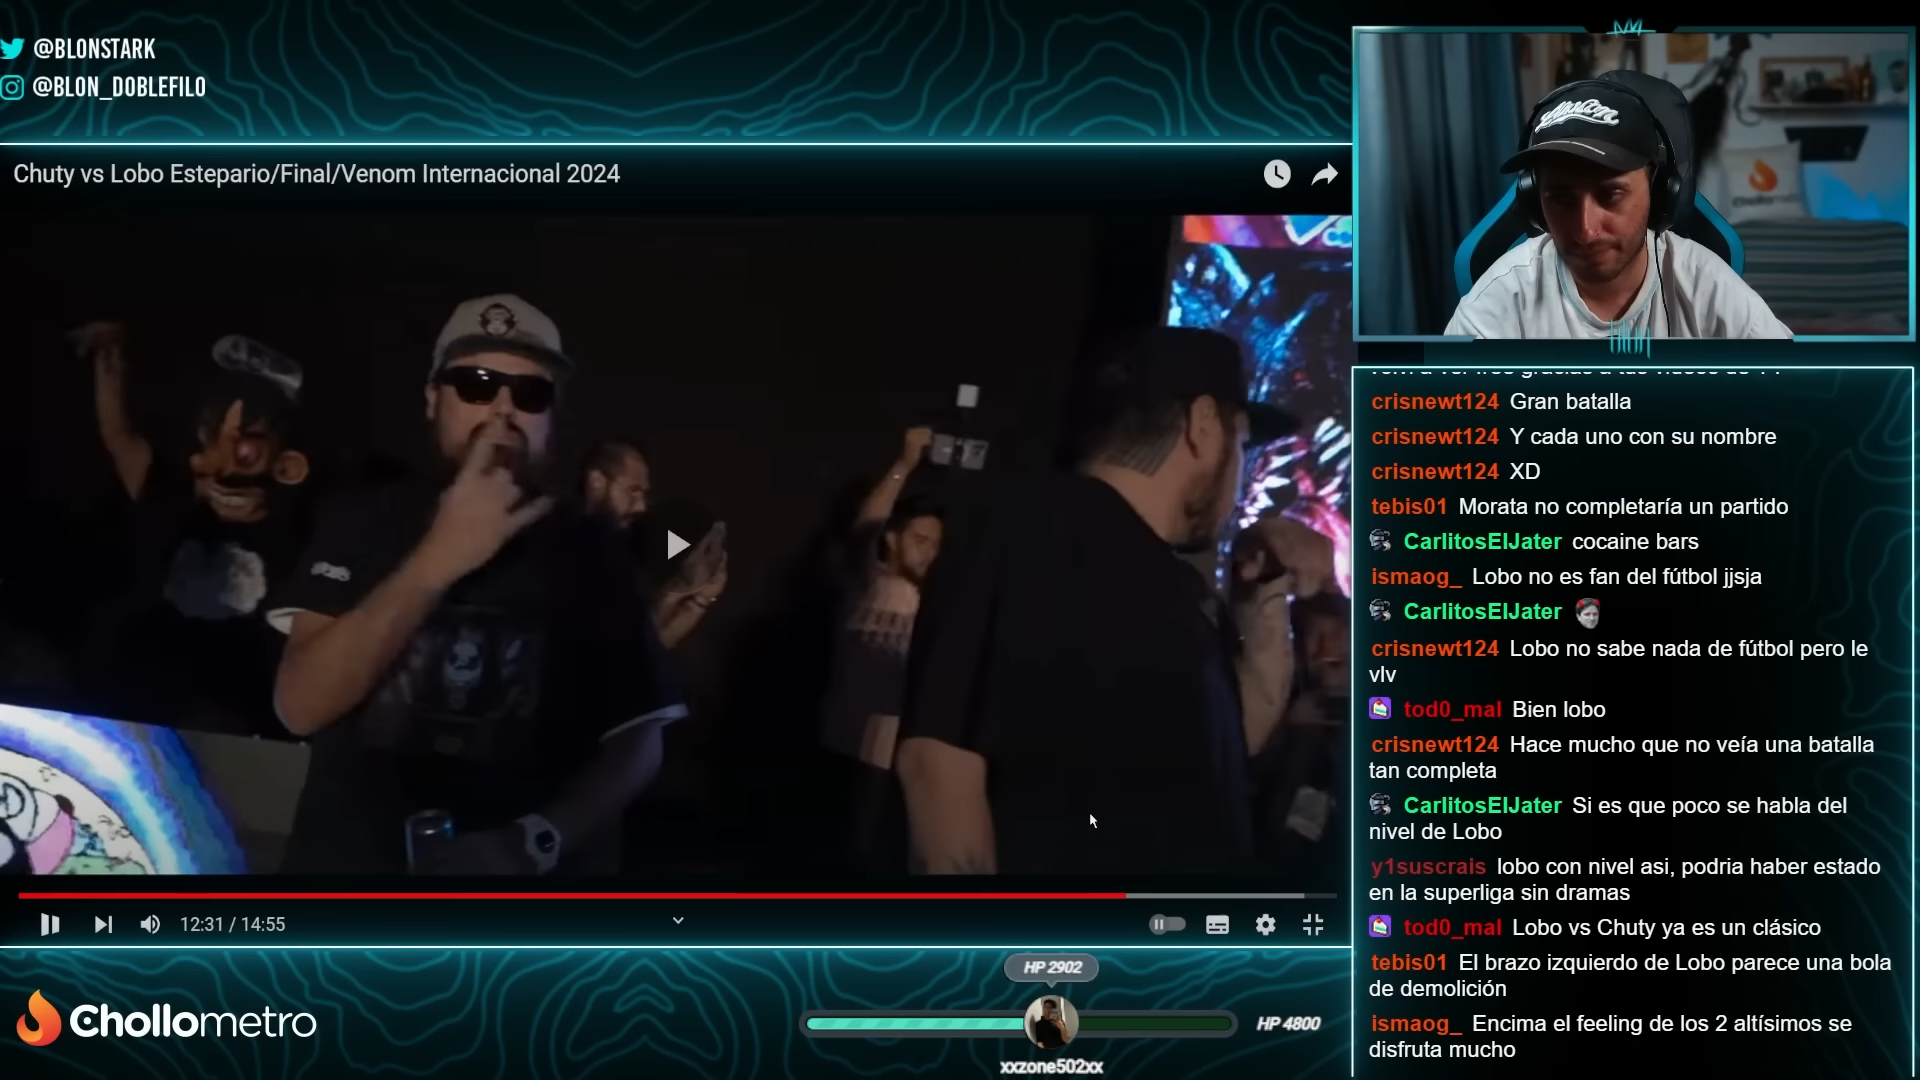 @BLONSTARK
@BLON_DOBLEFILO
Chuty vs Lobo Estepario/Final/Venom Internacional 2024
12:31 / 14:55
Chollometro
HP 2902
HP 4800
xxzone502xx
crisnewt124 Gran batalla
crisnewt124 Y cada uno con su nombre
crisnewt124 XD
tebis01 Morata no completaría un partido
CarlitosElJater cocaine bars
ismaog_ Lobo no es fan del fútbol jjsja
CarlitosElJater
crisnewt124 Lobo no sabe nada de fútbol pero le
vlv
tod0_mal Bien lobo
crisnewt124 Hace mucho que no veía una batalla
tan completa
CarlitosElJater Si es que poco se habla del
nivel de Lobo
y1suscrais lobo con nivel asi, podria haber estado
en la superliga sin dramas
tod0_mal Lobo vs Chuty ya es un clásico
tebis01 El brazo izquierdo de Lobo parece una bola
de demolición
ismaog_ Encima el feeling de los 2 altísimos se
disfruta mucho